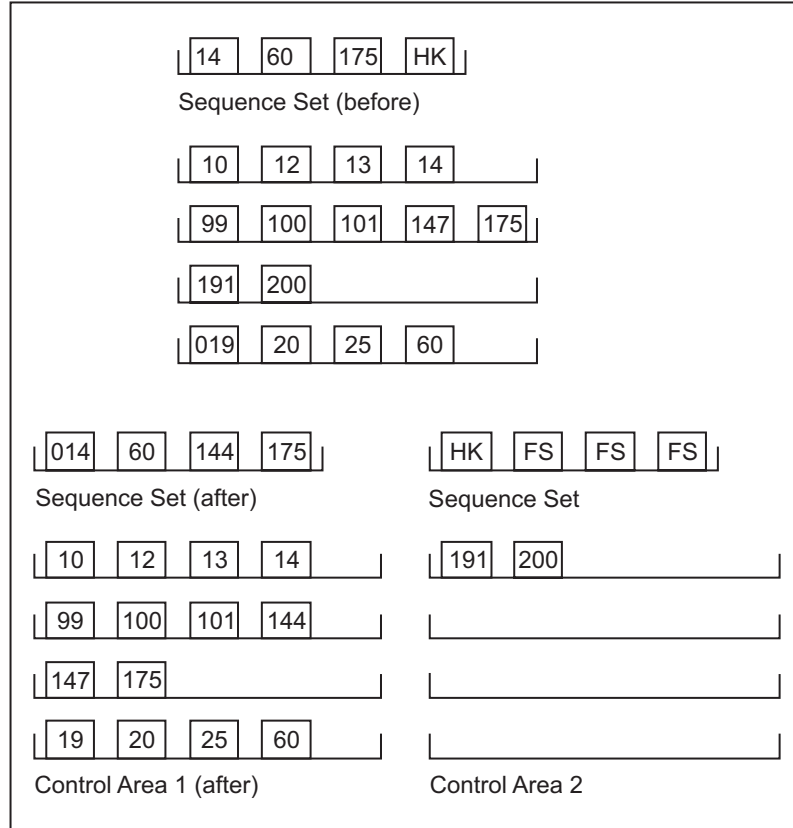 14 60 175 HK
Sequence Set (before)
10 12 13 14
99 100 101 147 175
191 200
019 20 25 60
014 60 144 175
Sequence Set (after)
10 12 13 14
99 100 101 144
147 175
19 20 25 60
Control Area 1 (after)
HK FS FS FS
Sequence Set
191 200
Control Area 2